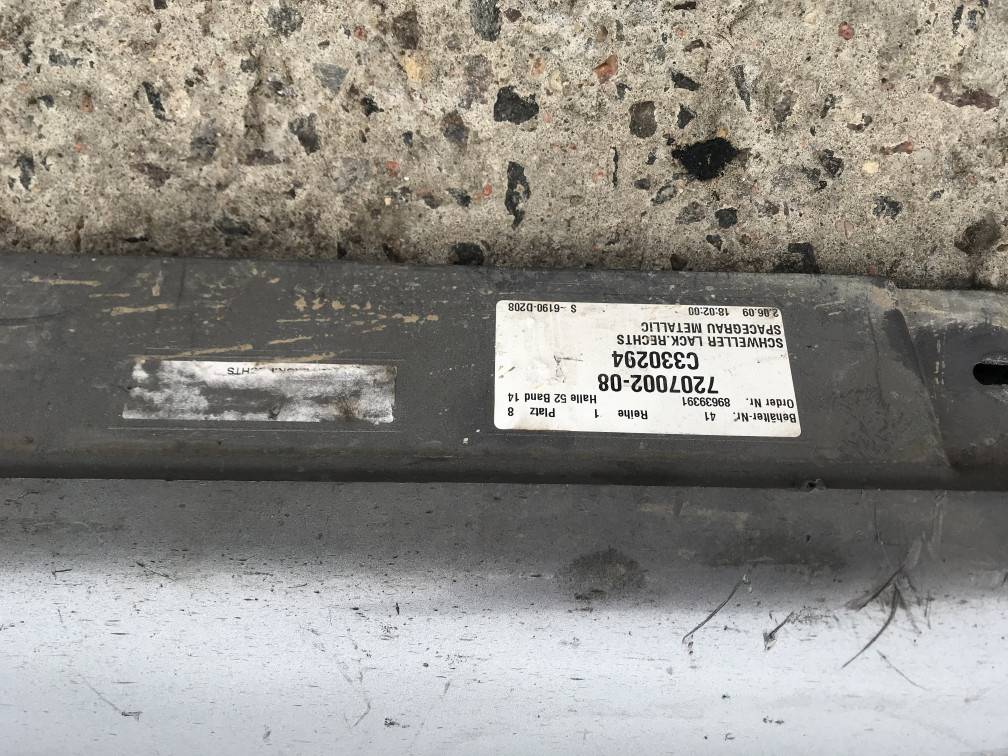 Behälter-Nr. 41 Reihe 1 Platz 8
Order Nr. 89639391 Halle 52 Band 14
7207002-08
C330294
SCHWELLER LACK.RECHTS
SPACEGRAU METALLIC
2.06.09 18:02:00 S -6190-D208